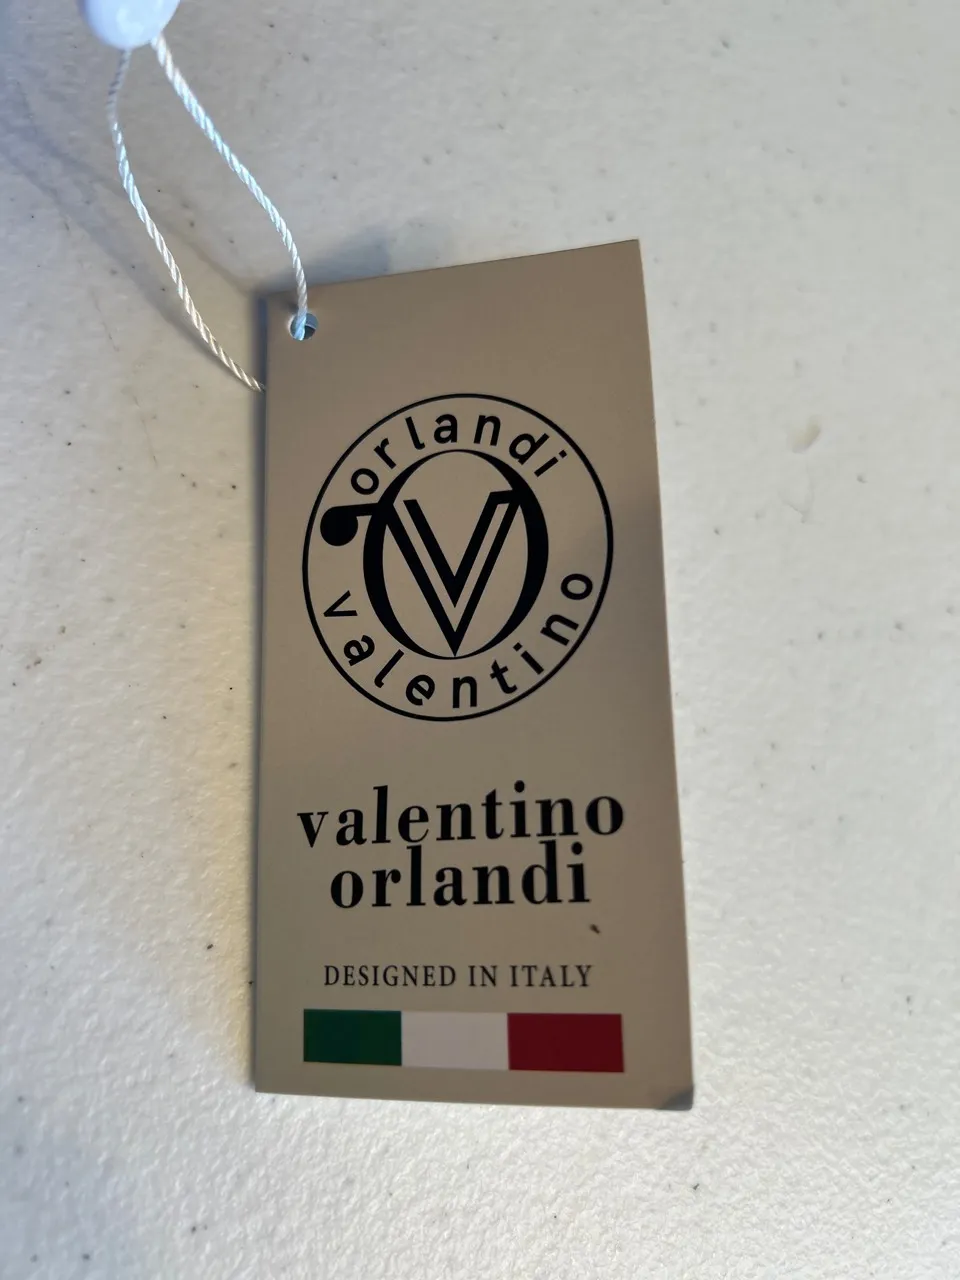 orlandi
valentino
valentino
orlandi
DESIGNED IN ITALY